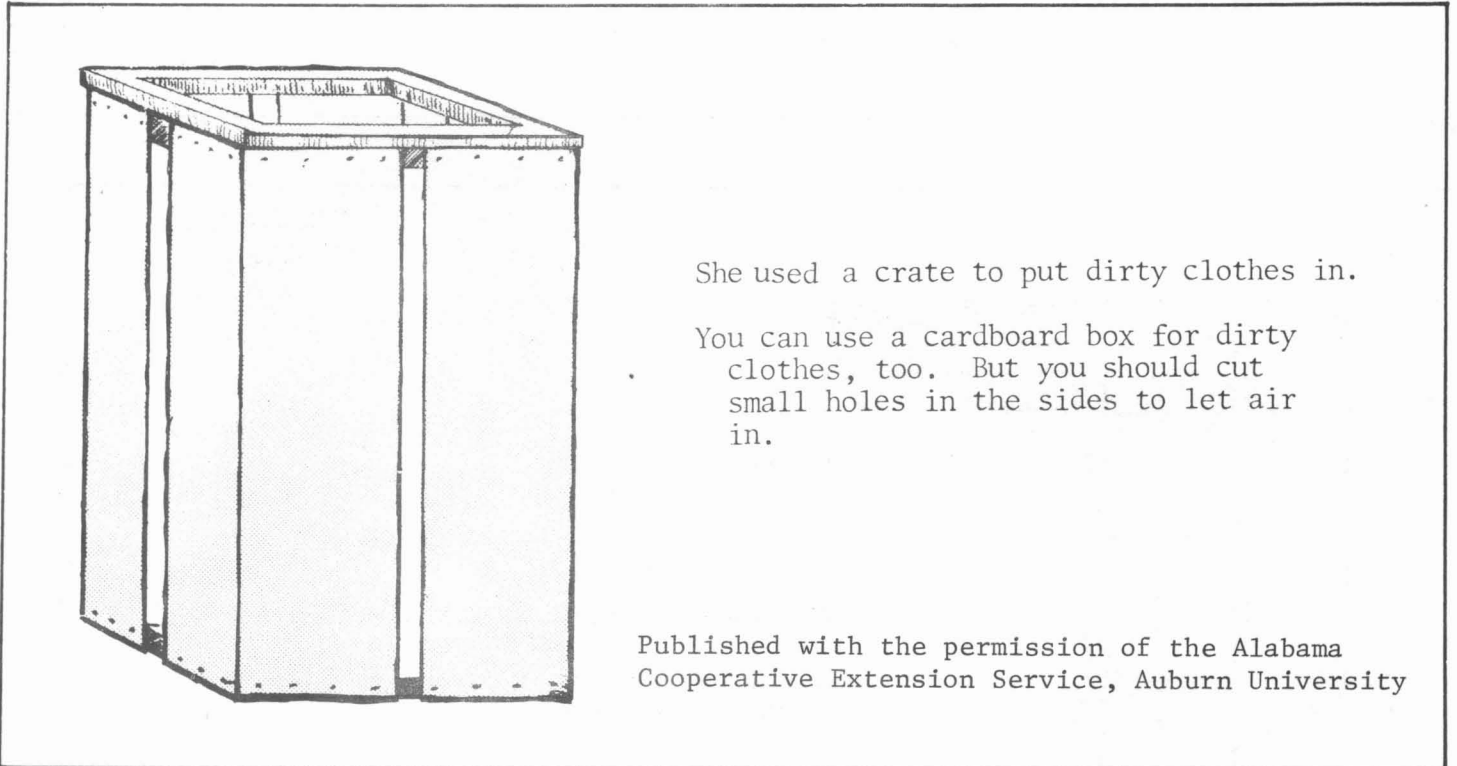 She used a crate to put dirty clothes in.
You can use a cardboard box for dirty
clothes, too. But you should cut
small holes in the sides to let air
in.
Published with the permission of the Alabama
Cooperative Extension Service, Auburn University